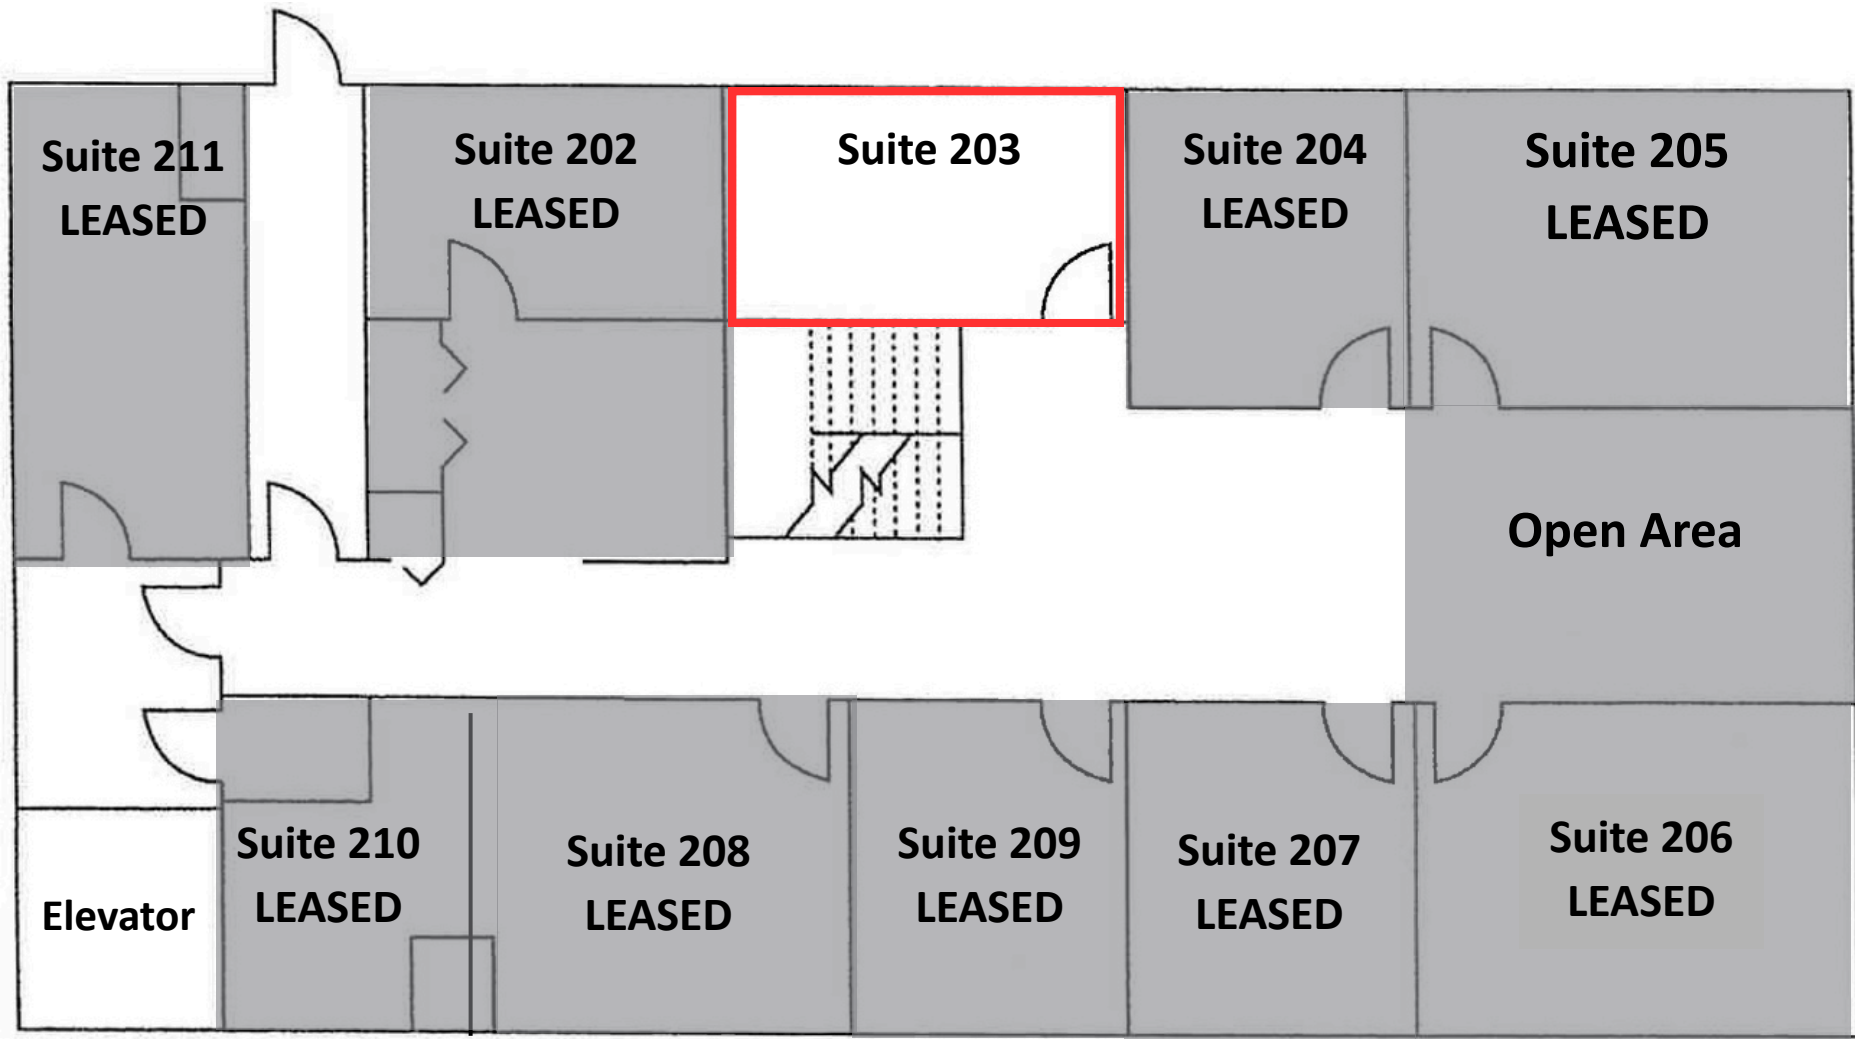 Suite 211
LEASED
Suite 202
LEASED
Suite 203
Suite 204
LEASED
Suite 205
LEASED
Open Area
Elevator
Suite 210
LEASED
Suite 208
LEASED
Suite 209
LEASED
Suite 207
LEASED
Suite 206
LEASED